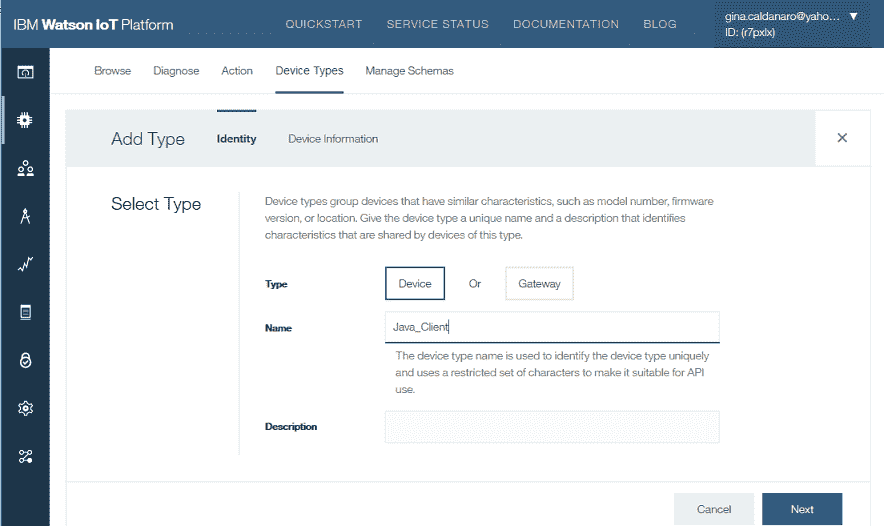 IBM Watson IoT Platform
QUICKSTART SERVICE STATUS DOCUMENTATION BLOG
gina.caldanaro@yaho...
ID: (r7pxlx)
Browse Diagnose Action Device Types Manage Schemas
Add Type Identity Device Information
Select Type
Device types group devices that have similar characteristics, such as model number, firmware
version, or location. Give the device type a unique name and a description that identifies
characteristics that are shared by devices of this type.
Type Device Or Gateway
Name Java_Client
The device type name is used to identify the device type uniquely
and uses a restricted set of characters to make it suitable for API
use.
Description
Cancel Next